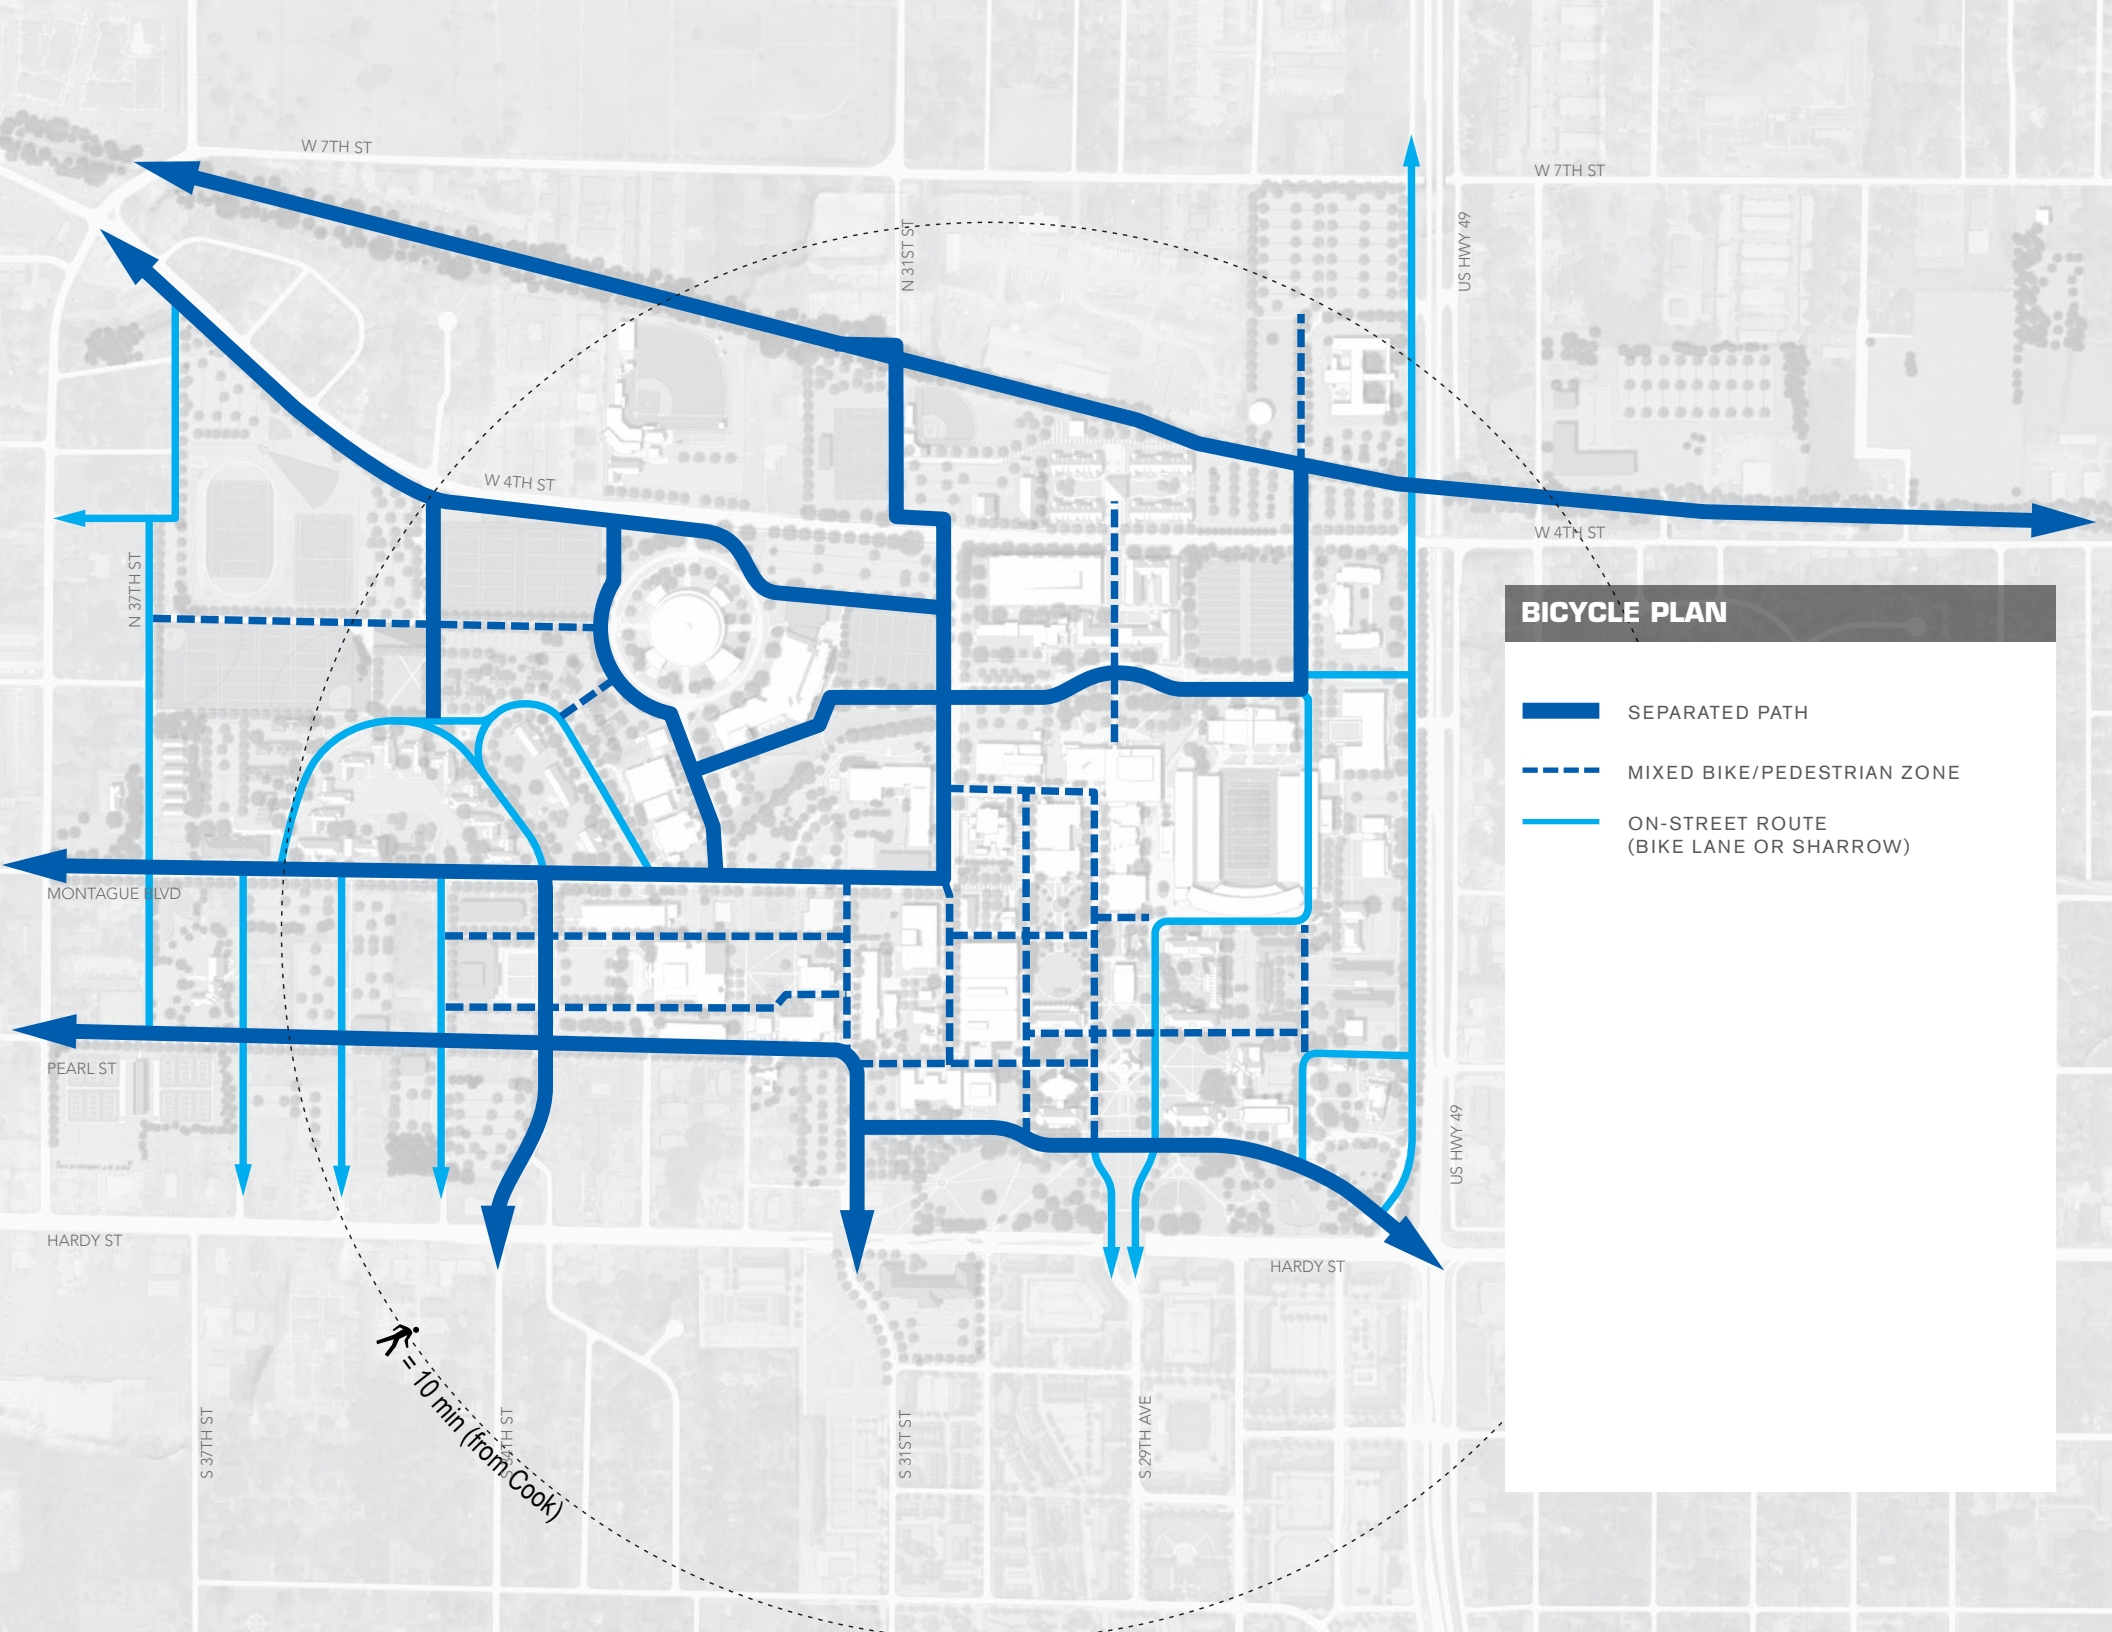 W 7TH ST
W 7TH ST
N 31ST ST
US HWY 49
W 4TH ST
W 4TH ST
N 37TH ST
BICYCLE PLAN
SEPARATED PATH
MIXED BIKE/PEDESTRIAN ZONE
ON-STREET ROUTE
(BIKE LANE OR SHARROW)
MONTAGUE BLVD
PEARL ST
US HWY 49
HARDY ST
HARDY ST
= 10 min (from Cook)
S 37TH ST
S 34TH ST
S 31ST ST
S 29TH AVE